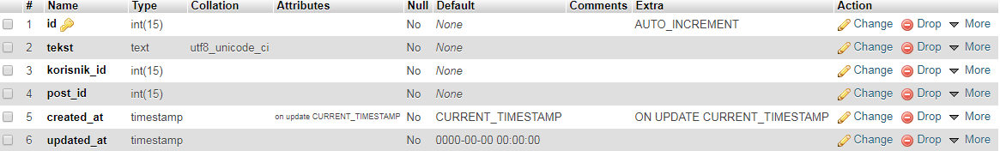 # Name Type Collation Attributes Null Default Comments Extra Action
1 id int(15) No None AUTO_INCREMENT Change Drop More
2 tekst text utf8_unicode_ci No None Change Drop More
3 korisnik_id int(15) No None Change Drop More
4 post_id int(15) No None Change Drop More
5 created_at timestamp on update CURRENT_TIMESTAMP No CURRENT_TIMESTAMP ON UPDATE CURRENT_TIMESTAMP Change Drop More
6 updated_at timestamp No 0000-00-00 00:00:00 Change Drop More